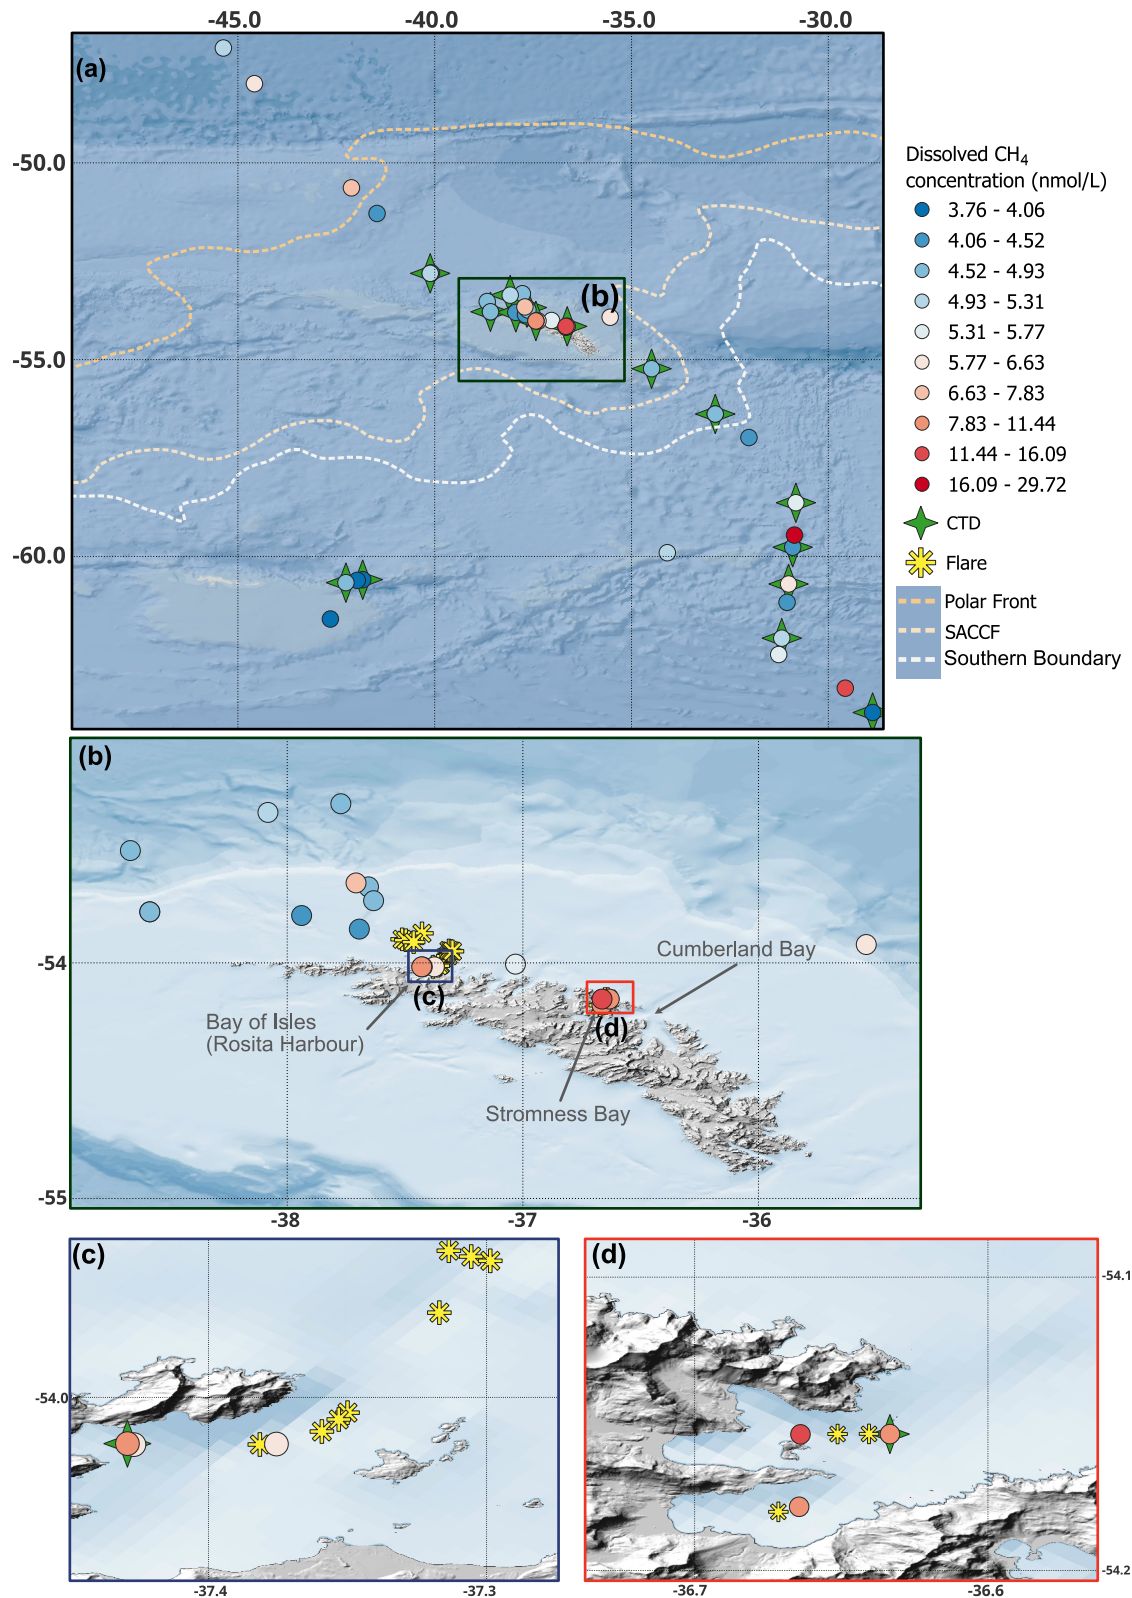 -45.0 -40.0 -35.0 -30.0
(a)
-50.0
-55.0
-60.0
(b)
Dissolved CH4
concentration (nmol/L)
3.76 - 4.06
4.06 - 4.52
4.52 - 4.93
4.93 - 5.31
5.31 - 5.77
5.77 - 6.63
6.63 - 7.83
7.83 - 11.44
11.44 - 16.09
16.09 - 29.72
CTD
Flare
Polar Front
SACCF
Southern Boundary
(b)
Cumberland Bay
-54
(c)
(d)
Bay of Isles
(Rosita Harbour)
Stromness Bay
-55
-38 -37 -36
(c)
-54.0
-37.4 -37.3
(d)
-54.1
-54.2
-36.7 -36.6